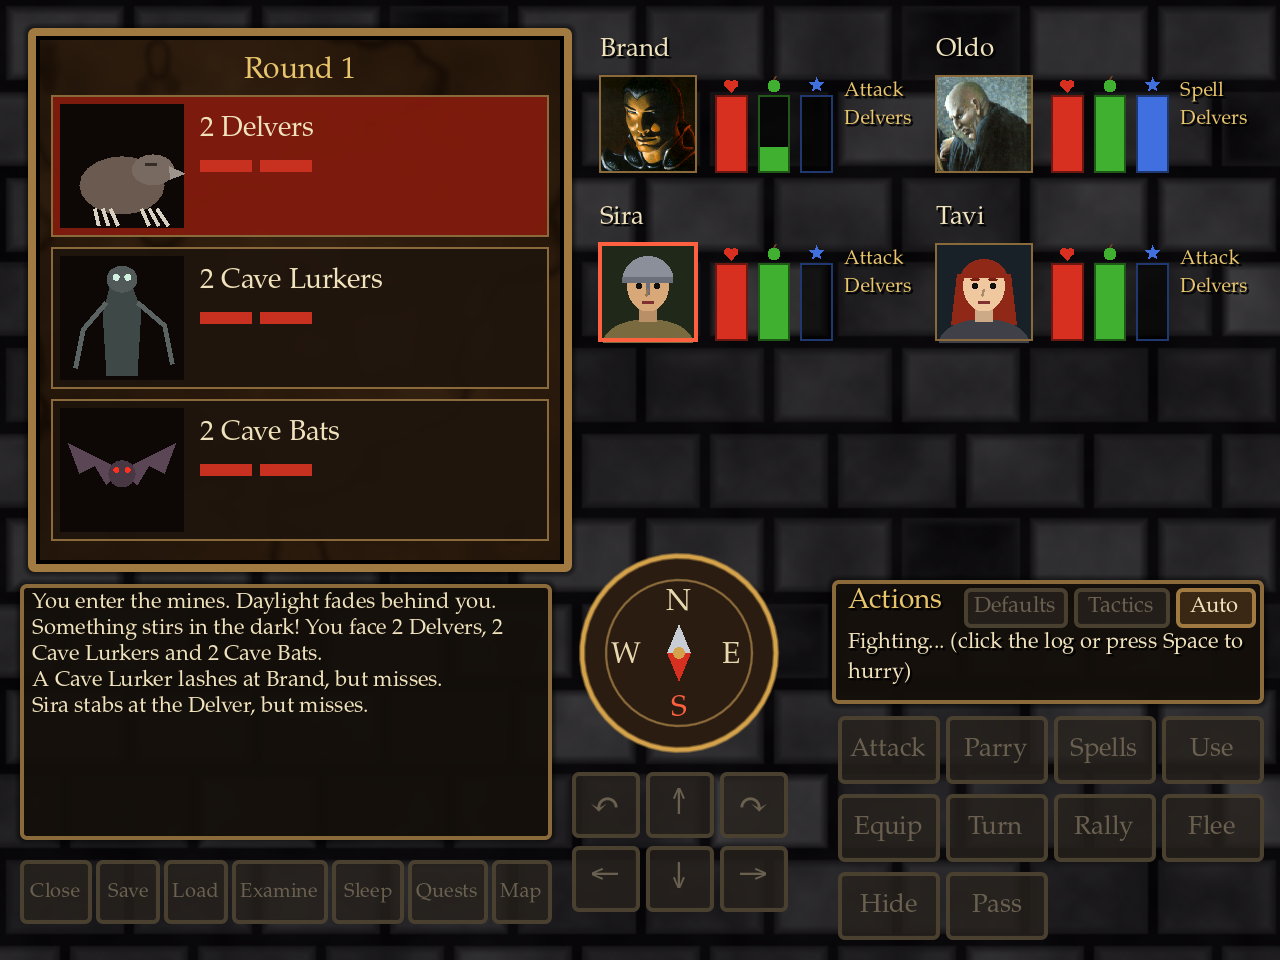 Round 1
2 Delvers
2 Cave Lurkers
2 Cave Bats
Brand
Attack
Delvers
Oldo
Spell
Delvers
Sira
Attack
Delvers
Tavi
Attack
Delvers
You enter the mines. Daylight fades behind you.
Something stirs in the dark! You face 2 Delvers, 2
Cave Lurkers and 2 Cave Bats.
A Cave Lurker lashes at Brand, but misses.
Sira stabs at the Delver, but misses.
N
W E
S
Actions Defaults Tactics Auto
Fighting... (click the log or press Space to
hurry)
Attack Parry Spells Use
Equip Turn Rally Flee
Hide Pass
Close Save Load Examine Sleep Quests Map